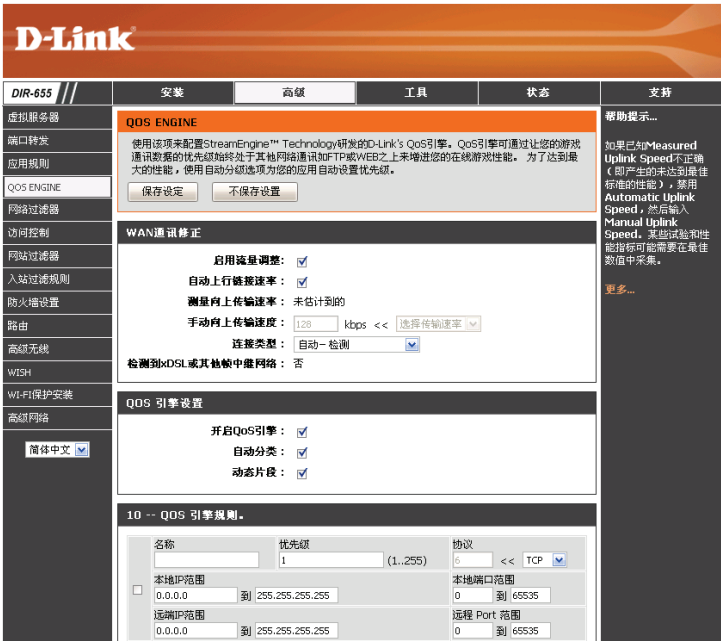 D-Link
DIR-655
安装
高级
工具
状态
支持
虚拟服务器
端口转发
应用规则
QOS ENGINE
网络过滤器
访问控制
网站过滤器
入站过滤规则
防火墙设置
路由
高级无线
WISH
WI-FI保护安装
高级网络
简体中文
QOS ENGINE
使用该项来配置StreamEngine™ Technology研发的D-Link's QoS引擎。QoS引擎可通过让您的游戏
通讯数据的优先级始终处于其他网络通讯如FTP或WEB之上来增进您的在线游戏性能。 为了达到最
大的性能，使用自动分级选项为您的应用自动设置优先级。
保存设定 不保存设置
WAN通讯修正
启用流量调整:
自动上行链接速率：
测量向上传输速率： 未估计到的
手动向上传输速度： 128 kbps << 选择传输速率
连接类型： 自动－检测
检测到xDSL或其他帧中继网络： 否
QOS 引擎设置
开启QoS引擎：
自动分类：
动态片段：
10 -- QOS 引擎规则。
名称 优先级 协议
1 (1..255) 6 << TCP
本地IP范围 本地端口范围
0.0.0.0 到 255.255.255.255 0 到 65535
远端IP范围 远程 Port 范围
0.0.0.0 到 255.255.255.255 0 到 65535
帮助提示...
如果已知Measured
Uplink Speed不正确
（即产生的未达到最佳
标准的性能），禁用
Automatic Uplink
Speed，然后输入
Manual Uplink
Speed。某些试验和性
能指标可能需要在最佳
数值中采集。
更多...